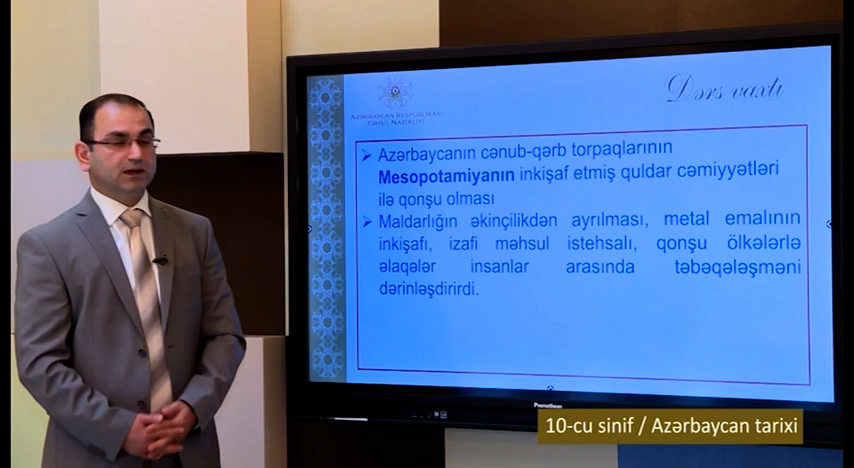 Dərs vaxtı
AZƏRBAYCAN RESPUBLİKASI
TƏHSİL NAZİRLİYİ
➢ Azərbaycanın cənub-qərb torpaqlarının
Mesopotamiyanın inkişaf etmiş quldar cəmiyyətləri
ilə qonşu olması
➢ Maldarlığın əkinçilikdən ayrılması, metal emalının
inkişafı, izafi məhsul istehsalı, qonşu ölkələrlə
əlaqələr insanlar arasında təbəqələşməni
dərinləşdirirdi.
Promethean
10-cu sinif / Azərbaycan tarixi